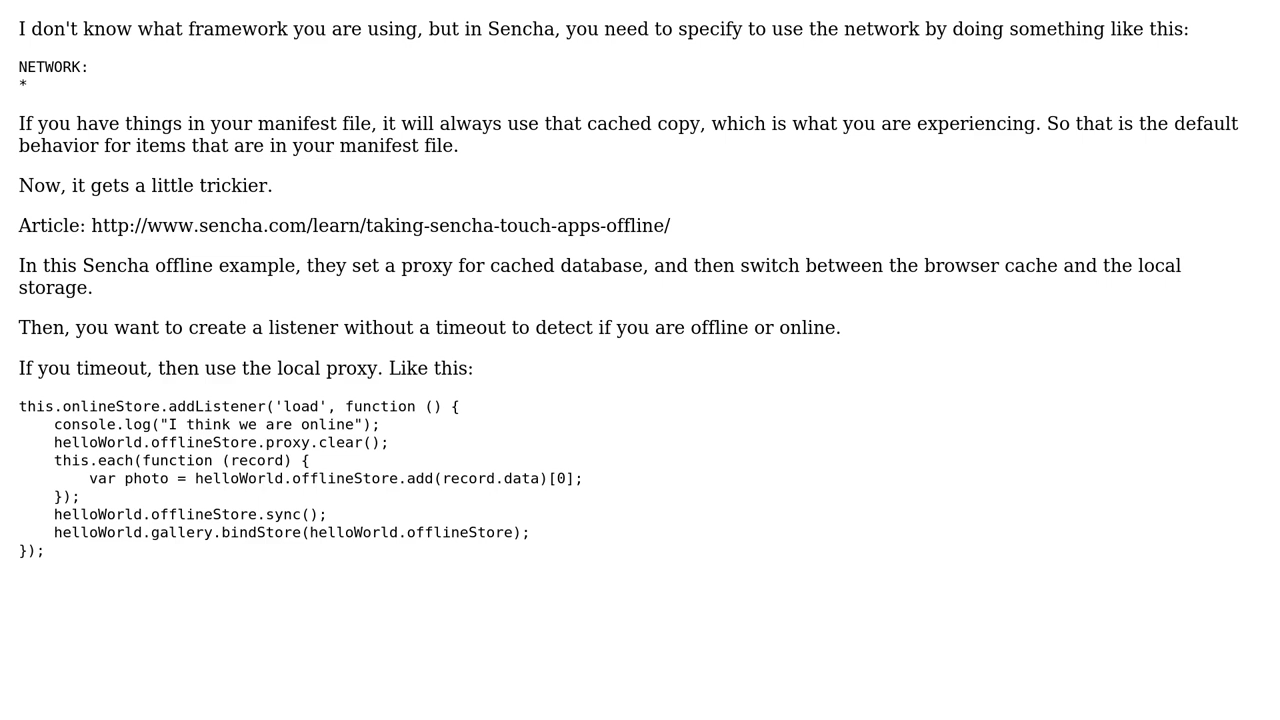 I don't know what framework you are using, but in Sencha, you need to specify to use the network by doing something like this:
NETWORK:
*
If you have things in your manifest file, it will always use that cached copy, which is what you are experiencing. So that is the default
behavior for items that are in your manifest file.
Now, it gets a little trickier.
Article: http://www.sencha.com/learn/taking-sencha-touch-apps-offline/
In this Sencha offline example, they set a proxy for cached database, and then switch between the browser cache and the local
storage.
Then, you want to create a listener without a timeout to detect if you are offline or online.
If you timeout, then use the local proxy. Like this:
this.onlineStore.addListener('load', function () {
    console.log("I think we are online");
    helloWorld.offlineStore.proxy.clear();
    this.each(function (record) {
        var photo = helloWorld.offlineStore.add(record.data)[0];
    });
    helloWorld.offlineStore.sync();
    helloWorld.gallery.bindStore(helloWorld.offlineStore);
});